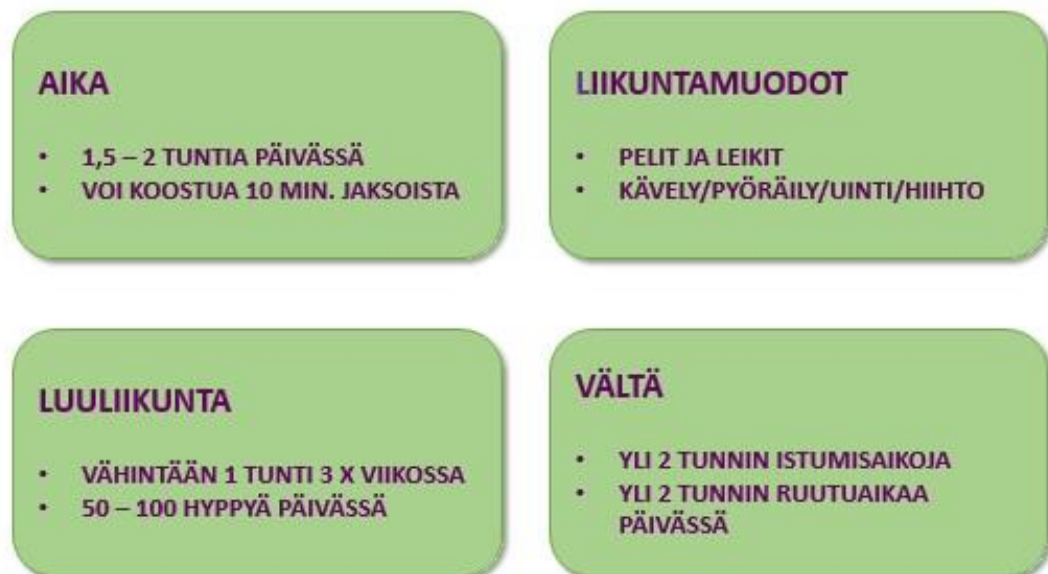 AIKA
• 1,5 – 2 TUNTIA PÄIVÄSSÄ
• VOI KOOSTUA 10 MIN. JAKSOISTA
LIIKUNTAMUODOT
• PELIT JA LEIKIT
• KÄVELY/PYÖRÄILY/UINTI/HIIHTO
LUULIIKUNTA
• VÄHINTÄÄN 1 TUNTI 3 X VIIKOSSA
• 50 – 100 HYPPYÄ PÄIVÄSSÄ
VÄLTÄ
• YLI 2 TUNNIN ISTUMISAIKOJA
• YLI 2 TUNNIN RUUTUAIKAA
PÄIVÄSSÄ